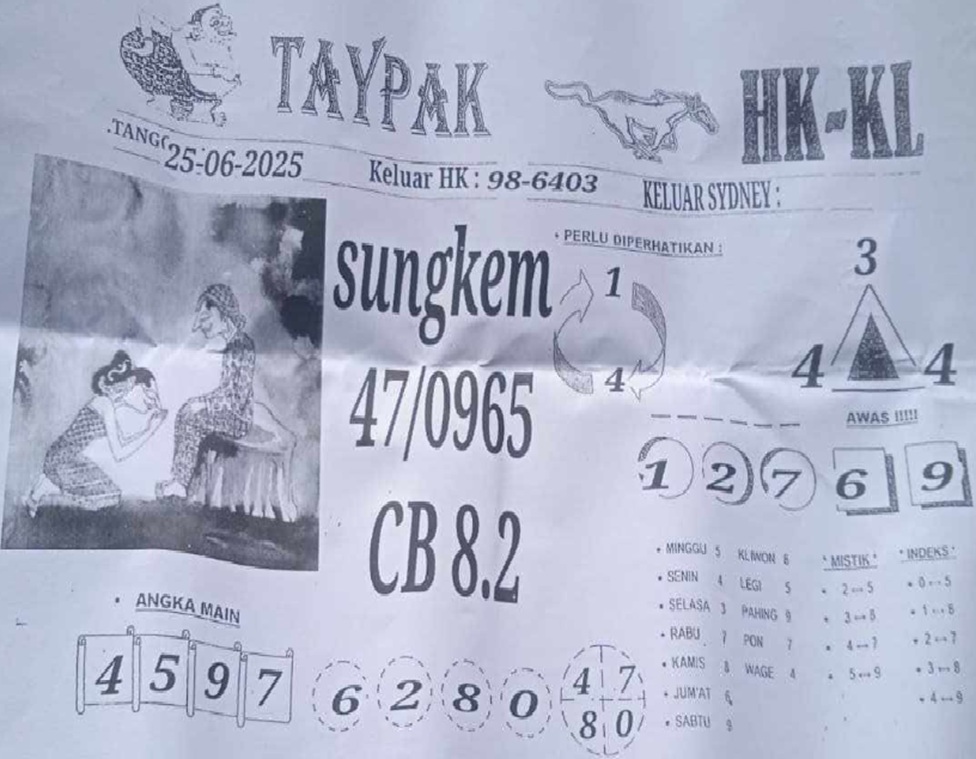 TAYPAK
HK-KL
25-06-2025
Keluar HK : 98-6403
KELUAR SYDNEY :
sungkem
47/0965
CB 8.2
• PERLU DIPERHATIKAN :
1
4
3
4 4
AWAS !!!!!
1 2 7 6 9
• ANGKA MAIN
4 5 9 7
6 2 8 0
4 7
8 0
• MINGGU 5 KLIWON 8
• SENIN 4 LEGI 5
• SELASA 3 PAHING 9
• RABU 7 PON 7
• KAMIS 8 WAGE 4
• JUM'AT 6
• SABTU 9
* MISTIK *
• 2↔5
• 3↔8
• 4↔7
• 5↔9
* INDEKS *
• 0↔5
• 2↔7
• 3↔8
• 4↔9